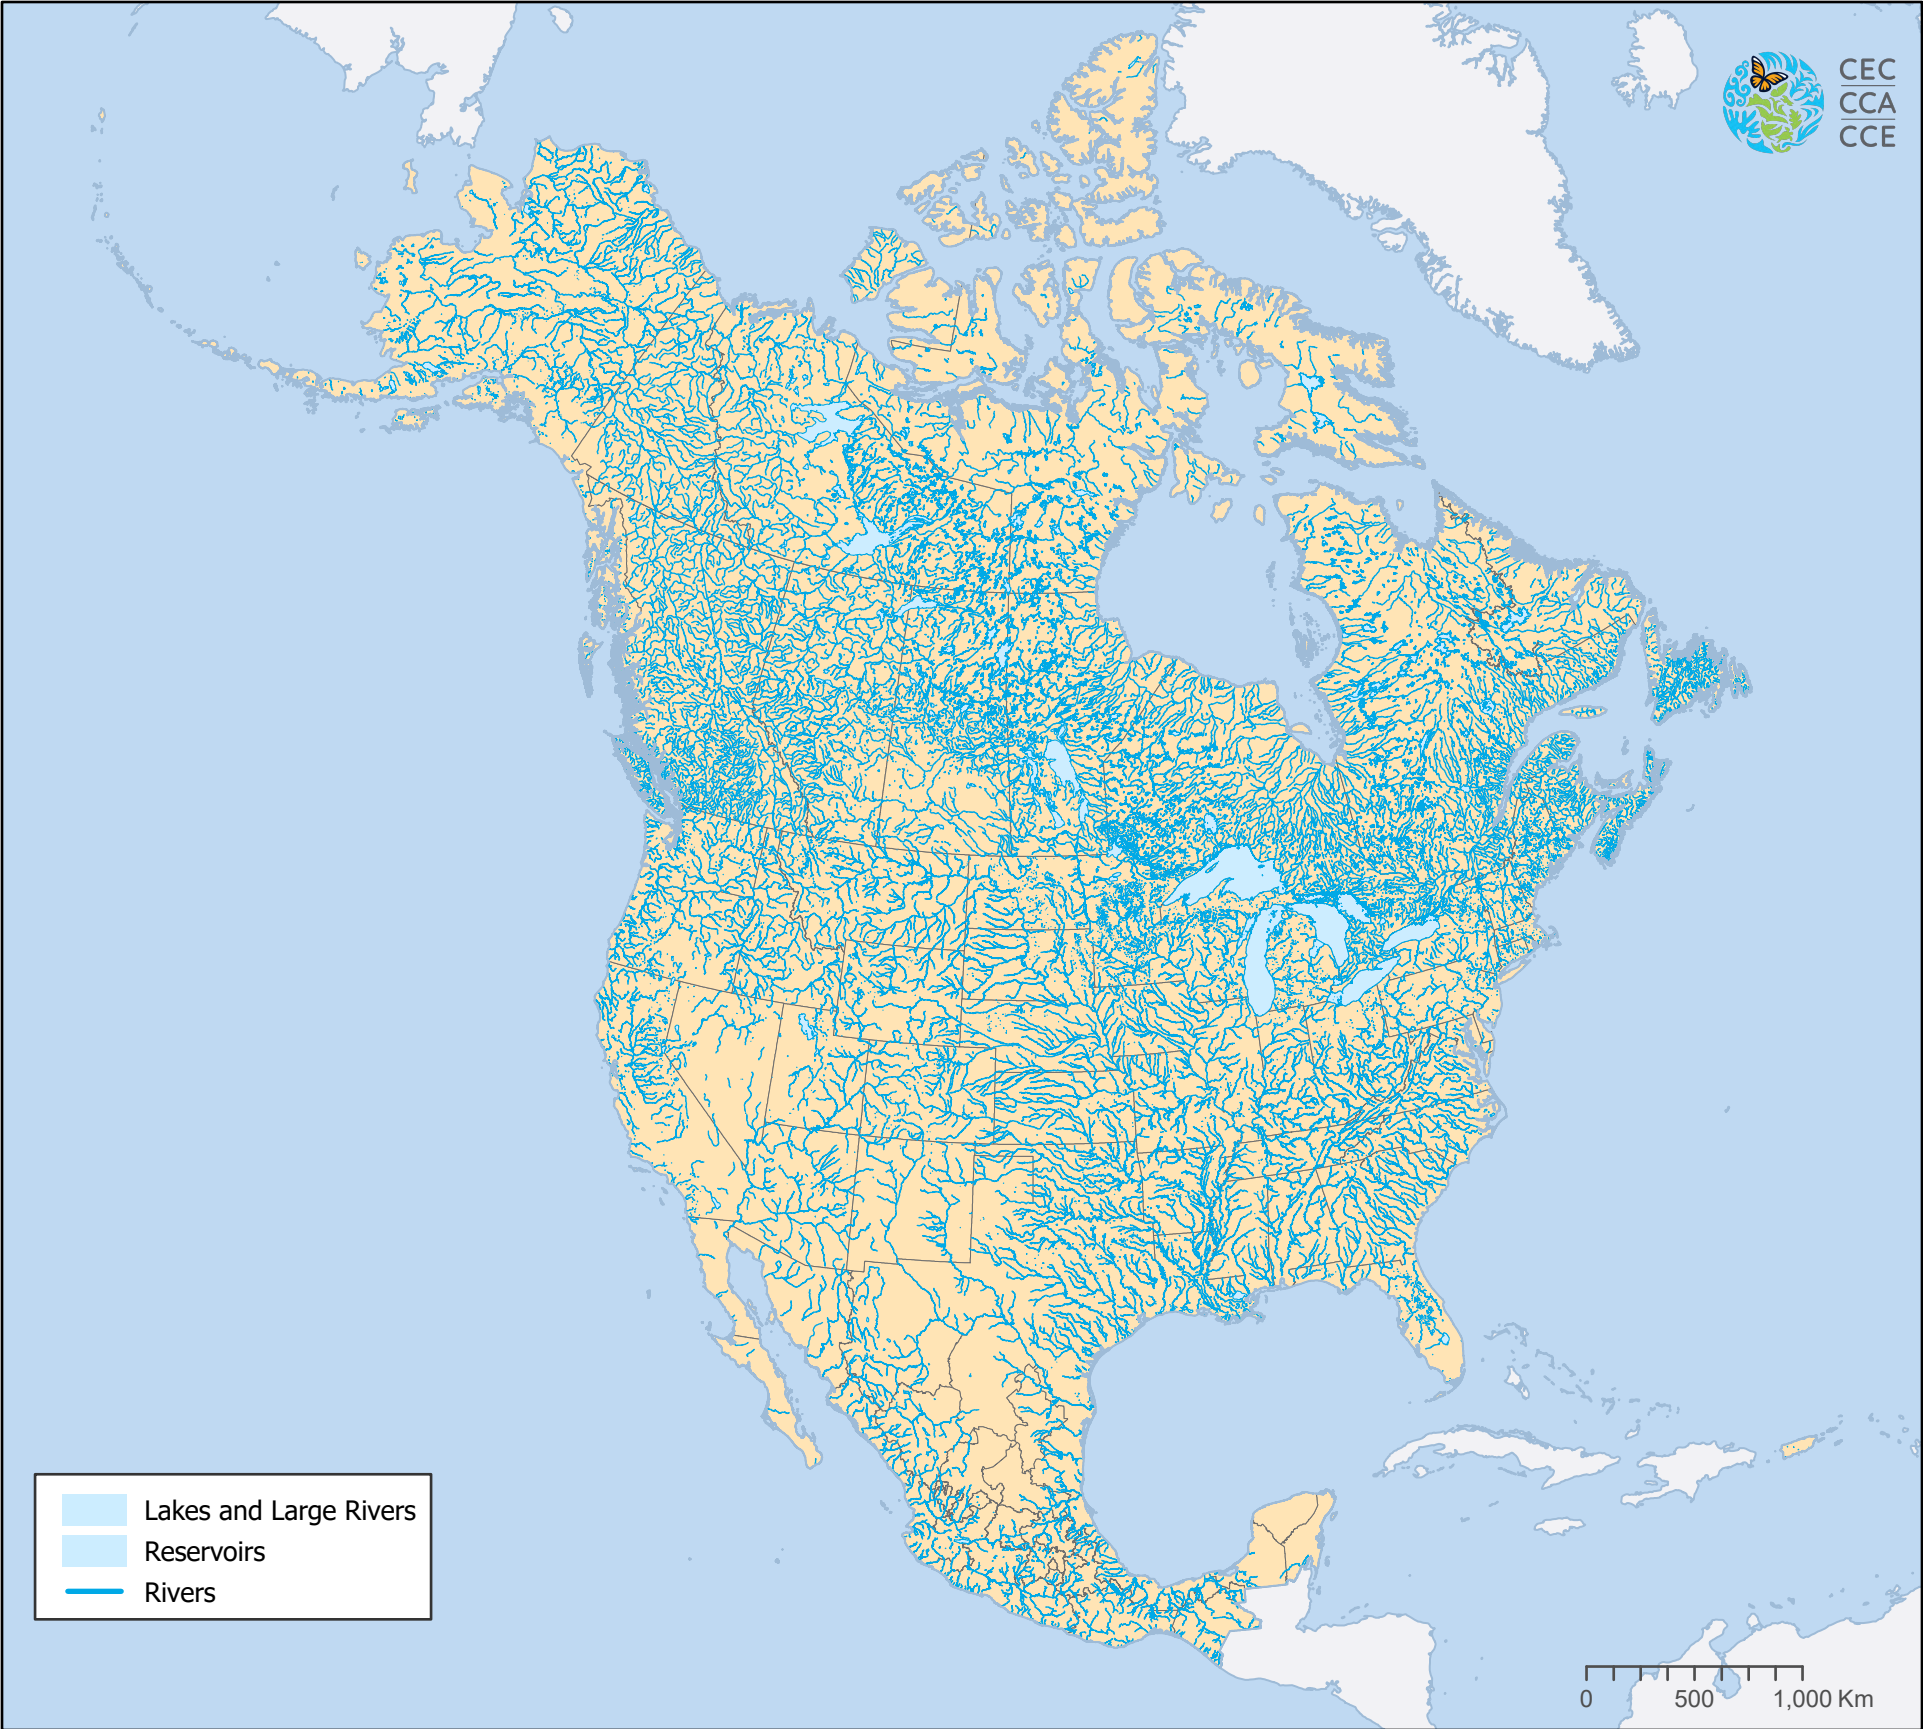 CEC
CCA
CCE
Lakes and Large Rivers
Reservoirs
Rivers
0 500 1,000 Km